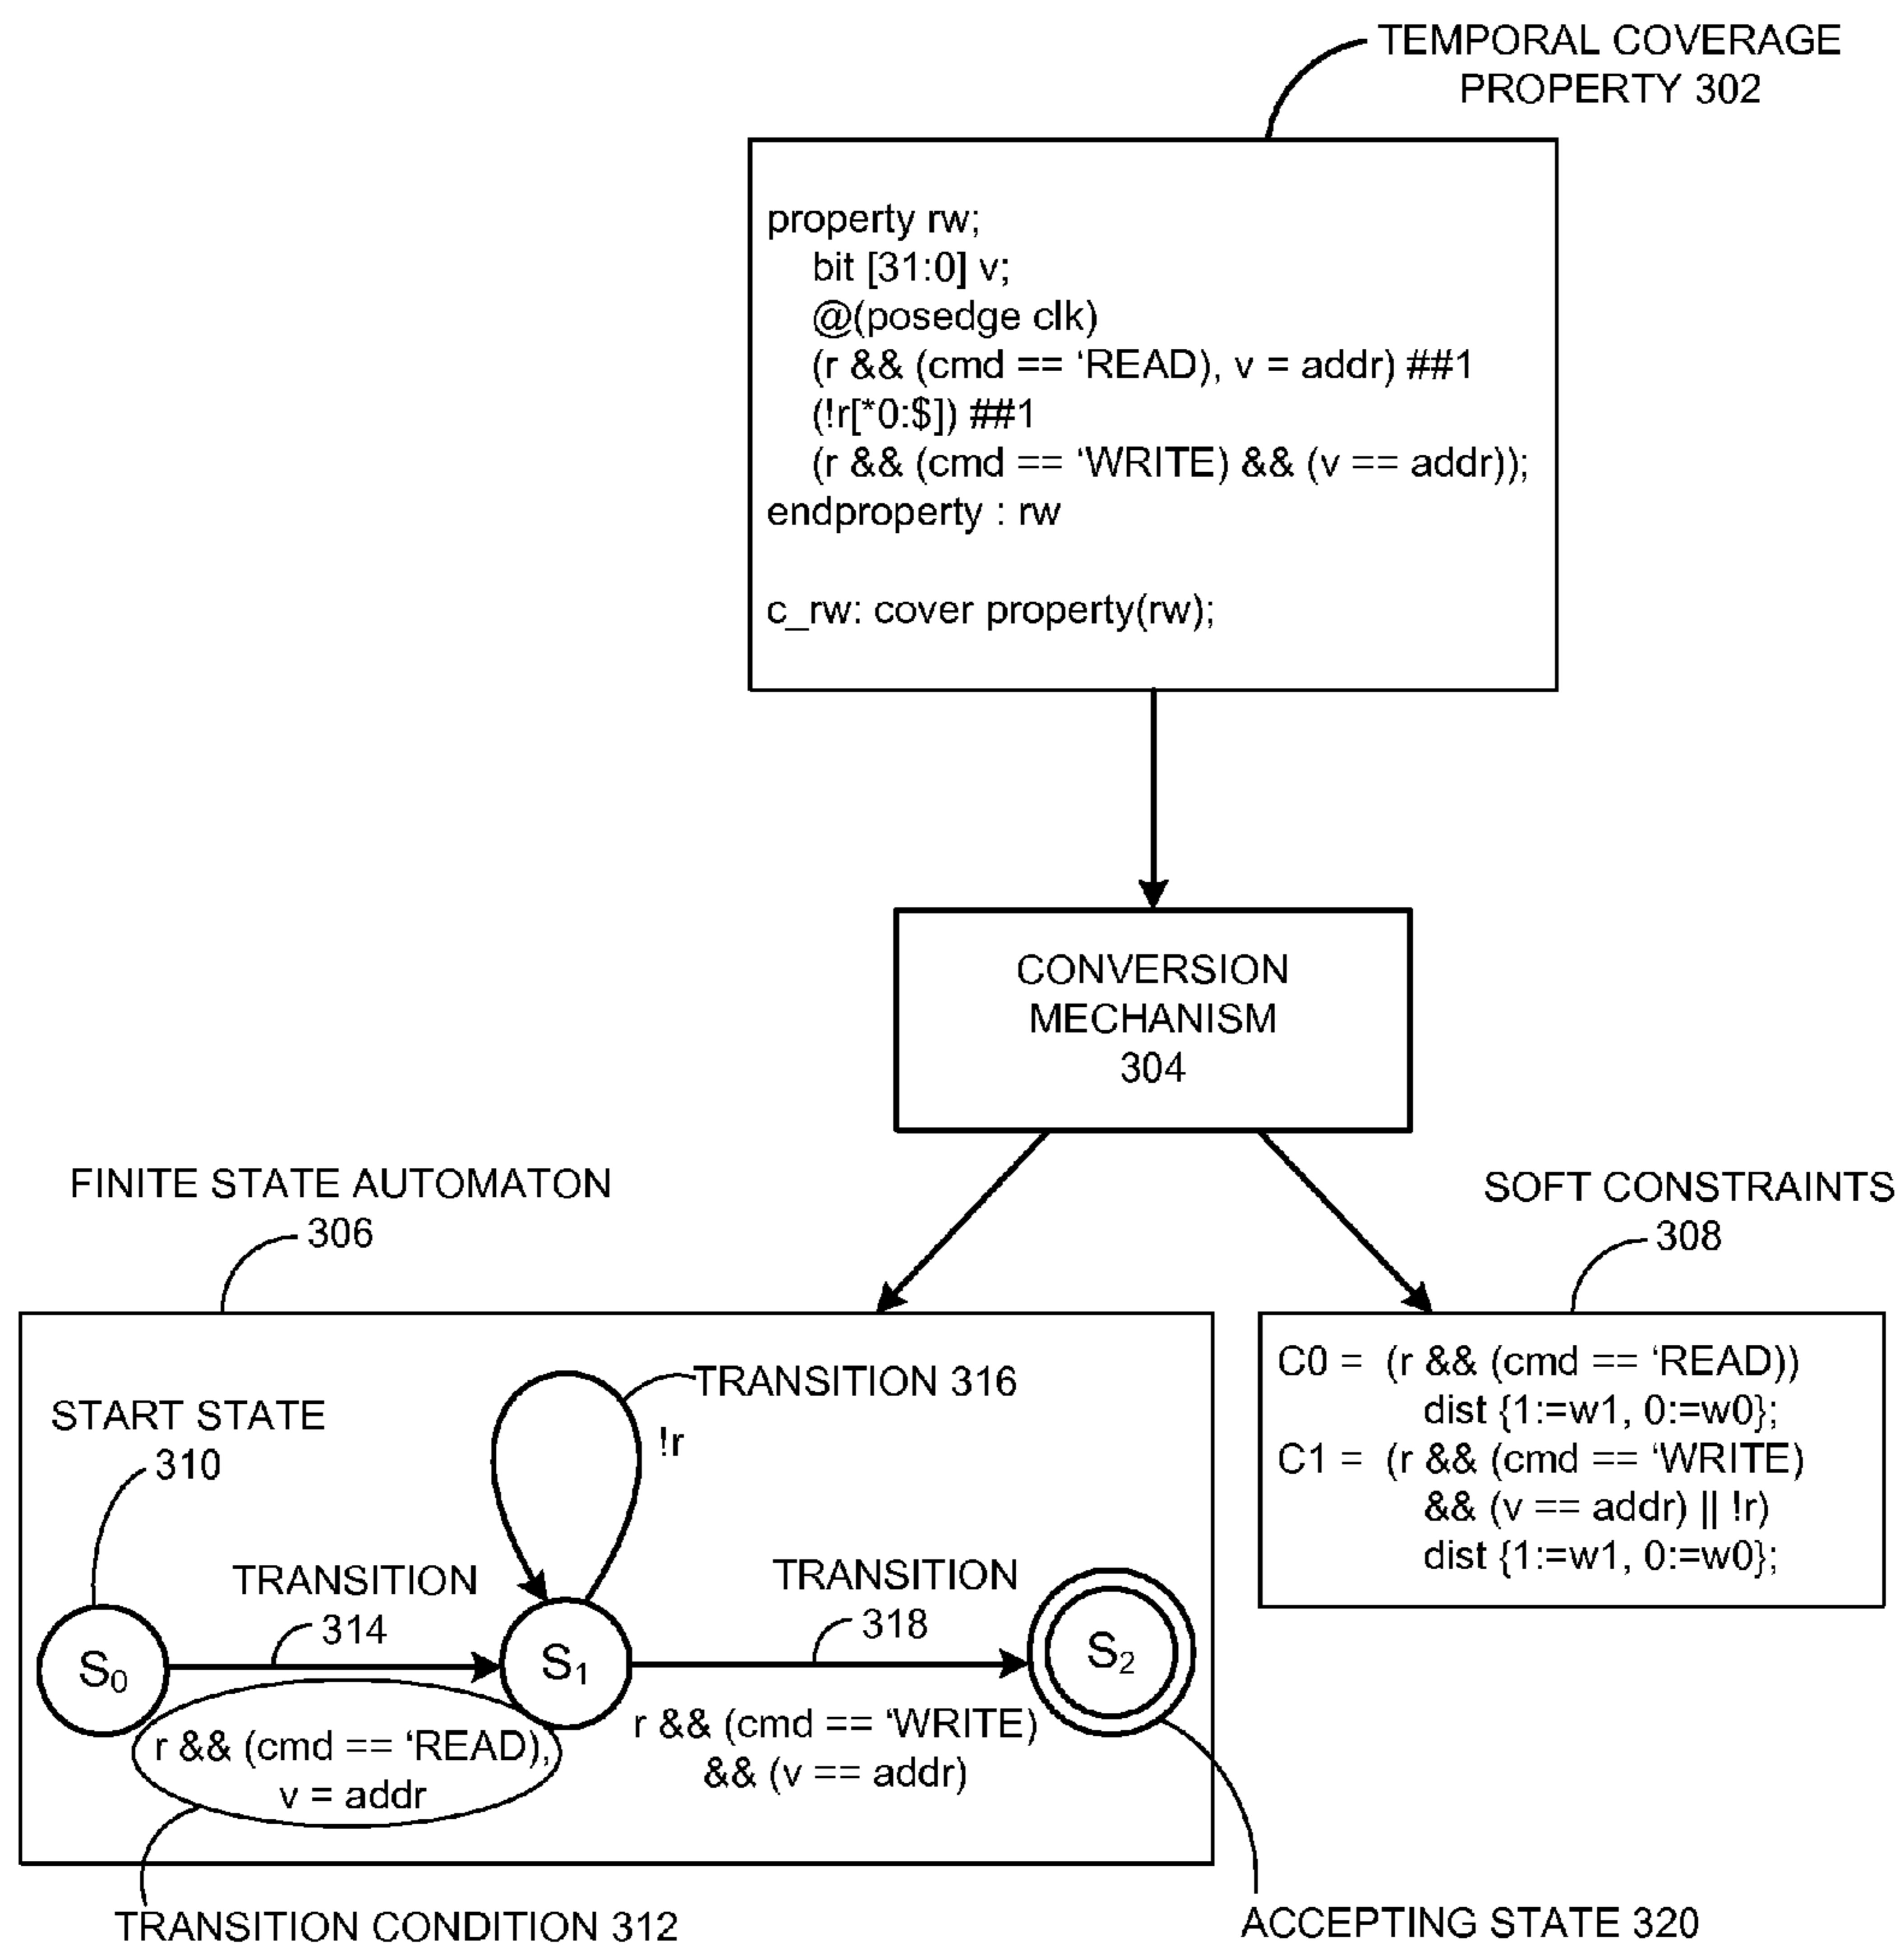 TEMPORAL COVERAGE
PROPERTY 302
property rw;
bit [31:0] v;
@(posedge clk)
(r && (cmd == ‘READ), v = addr) ##1
(!r[*0:$]) ##1
(r && (cmd == ‘WRITE) && (v == addr));
endproperty : rw
c_rw: cover property(rw);
CONVERSION
MECHANISM
304
FINITE STATE AUTOMATON
306
SOFT CONSTRAINTS
308
START STATE
310
TRANSITION 316
!r
TRANSITION
314
TRANSITION
318
S0
S1
S2
r && (cmd == ‘READ),
v = addr
r && (cmd == ‘WRITE)
&& (v == addr)
C0 = (r && (cmd == ‘READ))
dist {1:=w1, 0:=w0};
C1 = (r && (cmd == ‘WRITE)
&& (v == addr) || !r)
dist {1:=w1, 0:=w0};
TRANSITION CONDITION 312
ACCEPTING STATE 320